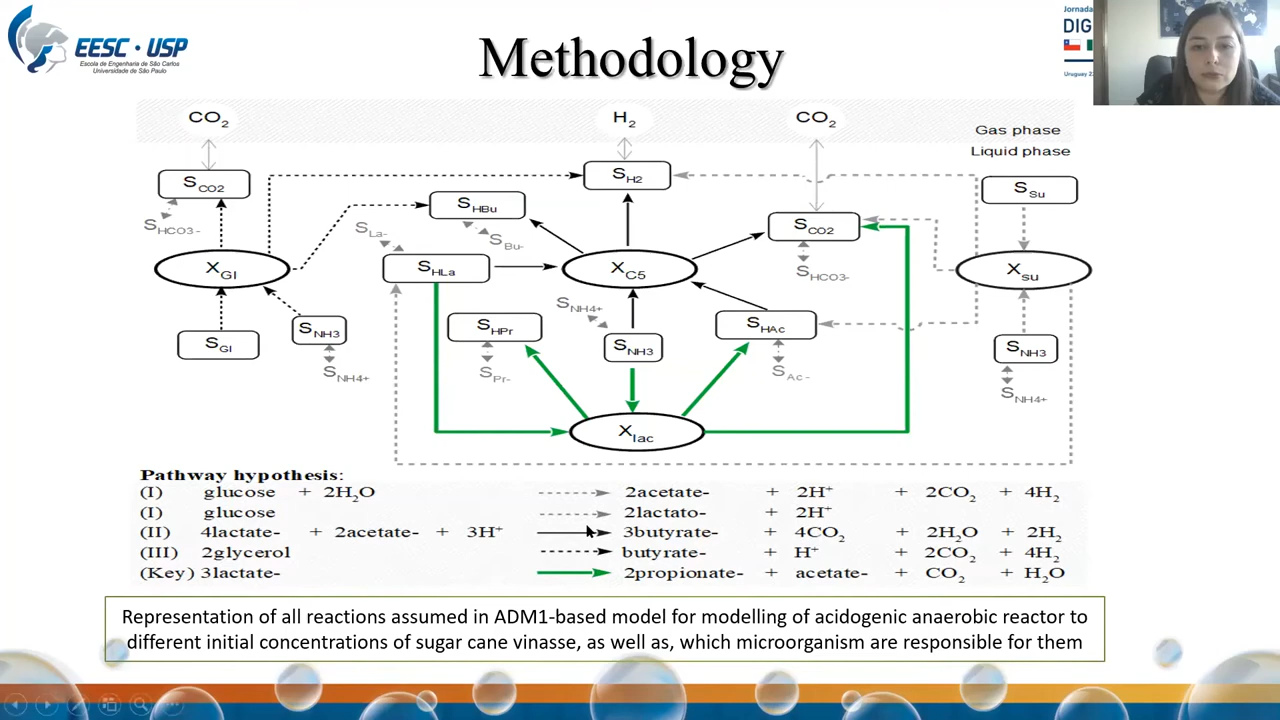 EESC · USP
Escola de Engenharia de São Carlos
Universidade de São Paulo
Methodology
Jornada
DIG
Uruguay 2
CO2
H2
CO2
Gas phase
Liquid phase
SCO2
SH2
SSu
SHBu
SHCO3-
SLa-
SBu-
SCO2
XGl
SHLa
XC5
SHCO3-
Xsu
SNH4+
SGl
SNH3
SHPr
SNH3
SHAc
SNH3
SNH4+
SPr-
SAc-
SNH4+
Xlac
Pathway hypothesis:
(I) glucose + 2H2O 2acetate- + 2H+ + 2CO2 + 4H2
(I) glucose 2lactato- + 2H+
(II) 4lactate- + 2acetate- + 3H+ 3butyrate- + 4CO2 + 2H2O + 2H2
(III) 2glycerol butyrate- + H+ + 2CO2 + 4H2
(Key) 3lactate- 2propionate- + acetate- + CO2 + H2O
Representation of all reactions assumed in ADM1-based model for modelling of acidogenic anaerobic reactor to
different initial concentrations of sugar cane vinasse, as well as, which microorganism are responsible for them